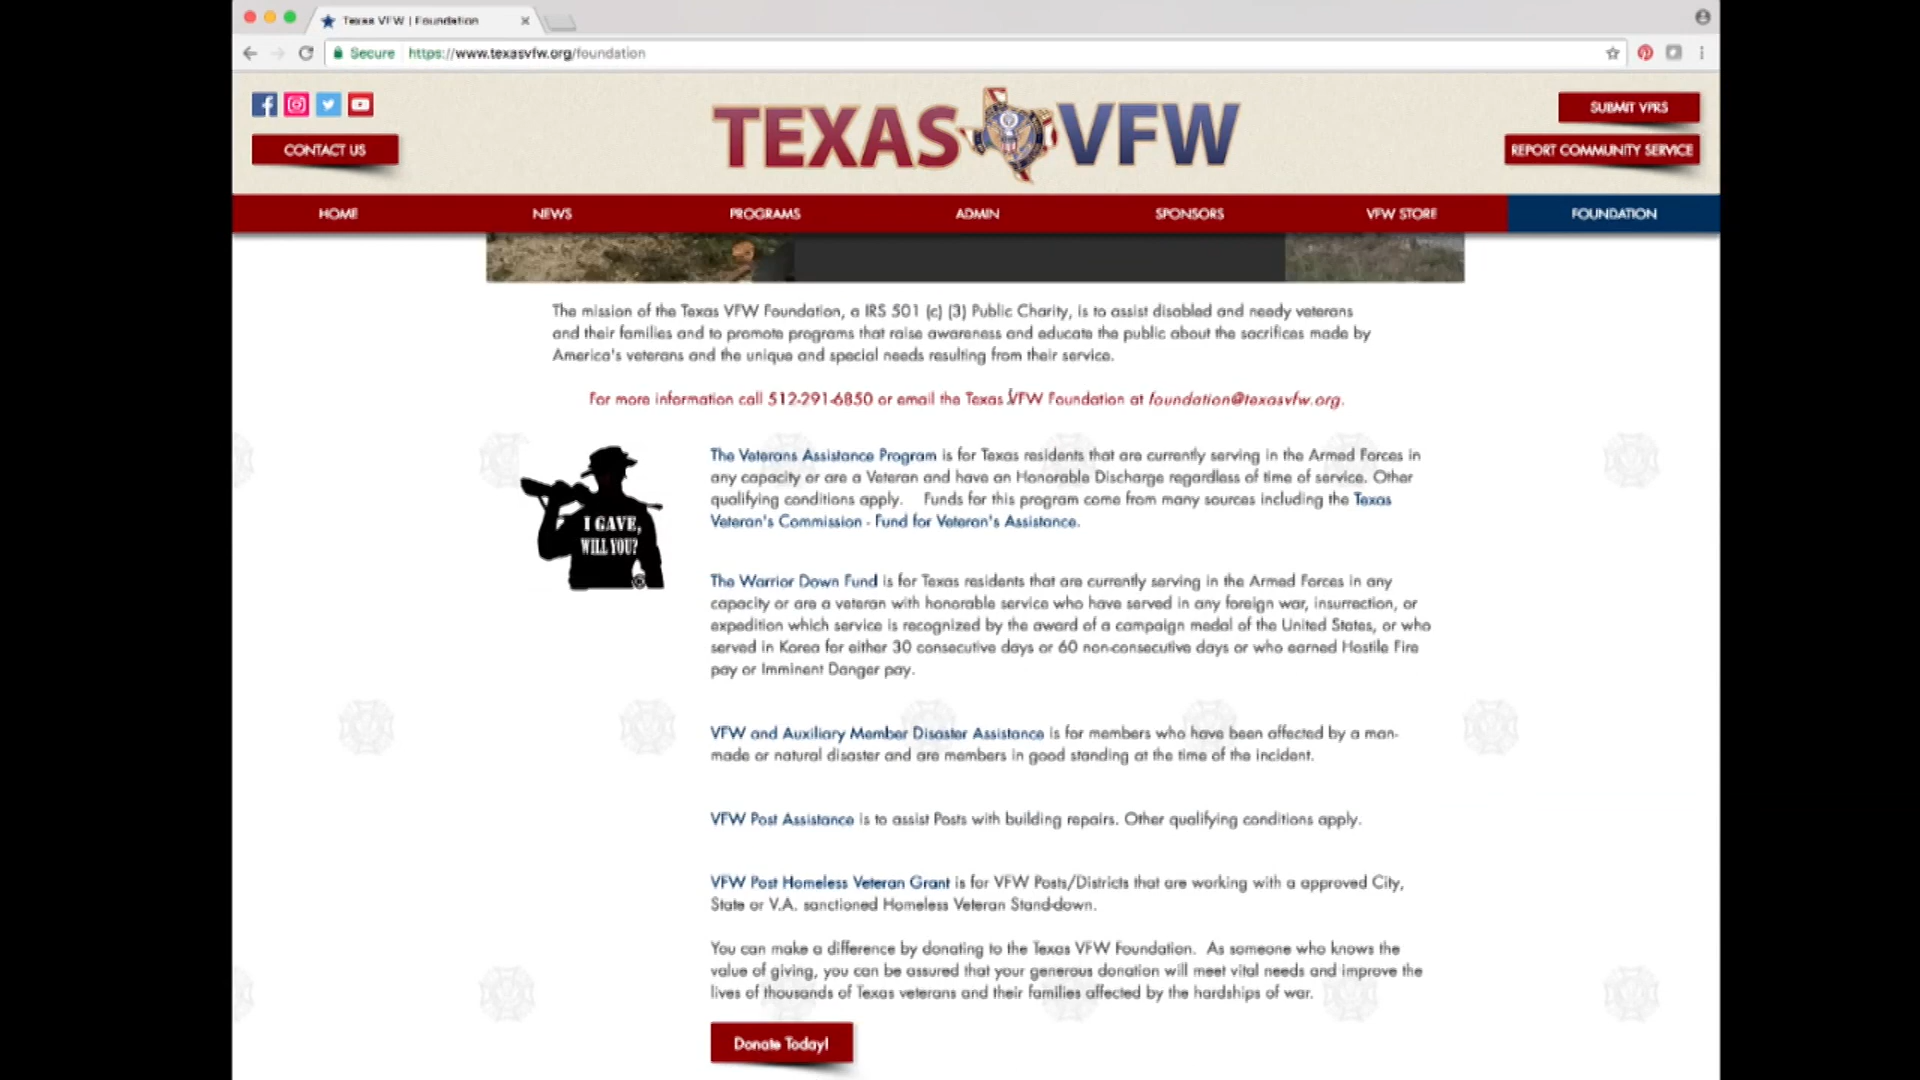 Texas VFW | Foundation
Secure https://www.texasvfw.org/foundation
CONTACT US
TEXAS VFW
SUBMIT VPRS
REPORT COMMUNITY SERVICE
HOME NEWS PROGRAMS ADMIN SPONSORS VFW STORE FOUNDATION
The mission of the Texas VFW Foundation, a IRS 501 (c) (3) Public Charity, is to assist disabled and needy veterans
and their families and to promote programs that raise awareness and educate the public about the sacrifices made by
America's veterans and the unique and special needs resulting from their service.
For more information call 512-291-6850 or email the Texas VFW Foundation at foundation@texasvfw.org.
I GAVE,
WILL YOU?
®
The Veterans Assistance Program is for Texas residents that are currently serving in the Armed Forces in
any capacity or are a Veteran and have an Honorable Discharge regardless of time of service. Other
qualifying conditions apply. Funds for this program come from many sources including the Texas
Veteran's Commission - Fund for Veteran's Assistance.
The Warrior Down Fund is for Texas residents that are currently serving in the Armed Forces in any
capacity or are a veteran with honorable service who have served in any foreign war, insurrection, or
expedition which service is recognized by the award of a campaign medal of the United States, or who
served in Korea for either 30 consecutive days or 60 non-consecutive days or who earned Hostile Fire
pay or Imminent Danger pay.
VFW and Auxiliary Member Disaster Assistance is for members who have been affected by a man-
made or natural disaster and are members in good standing at the time of the incident.
VFW Post Assistance is to assist Posts with building repairs. Other qualifying conditions apply.
VFW Post Homeless Veteran Grant is for VFW Posts/Districts that are working with a approved City,
State or V.A. sanctioned Homeless Veteran Stand-down.
You can make a difference by donating to the Texas VFW Foundation. As someone who knows the
value of giving, you can be assured that your generous donation will meet vital needs and improve the
lives of thousands of Texas veterans and their families affected by the hardships of war.
Donate Today!